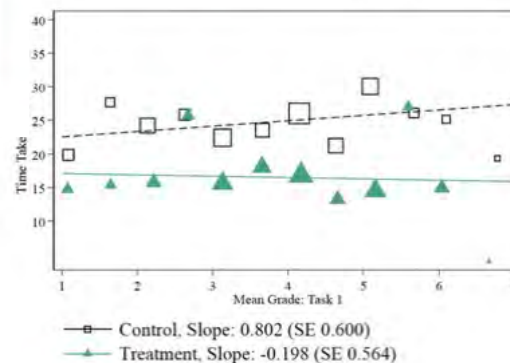 40
35
30
25
20
15
10
Time Take
1 2 3 4 5 6
Mean Grade: Task 1
Control, Slope: 0.802 (SE 0.600)
Treatment, Slope: -0.198 (SE 0.564)